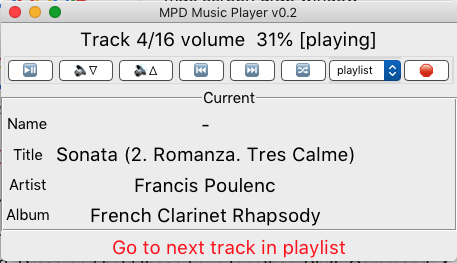 MPD Music Player v0.2
Track 4/16 volume 31% [playing]
playlist
Current
Name -
Title Sonata (2. Romanza. Tres Calme)
Artist Francis Poulenc
Album French Clarinet Rhapsody
Go to next track in playlist